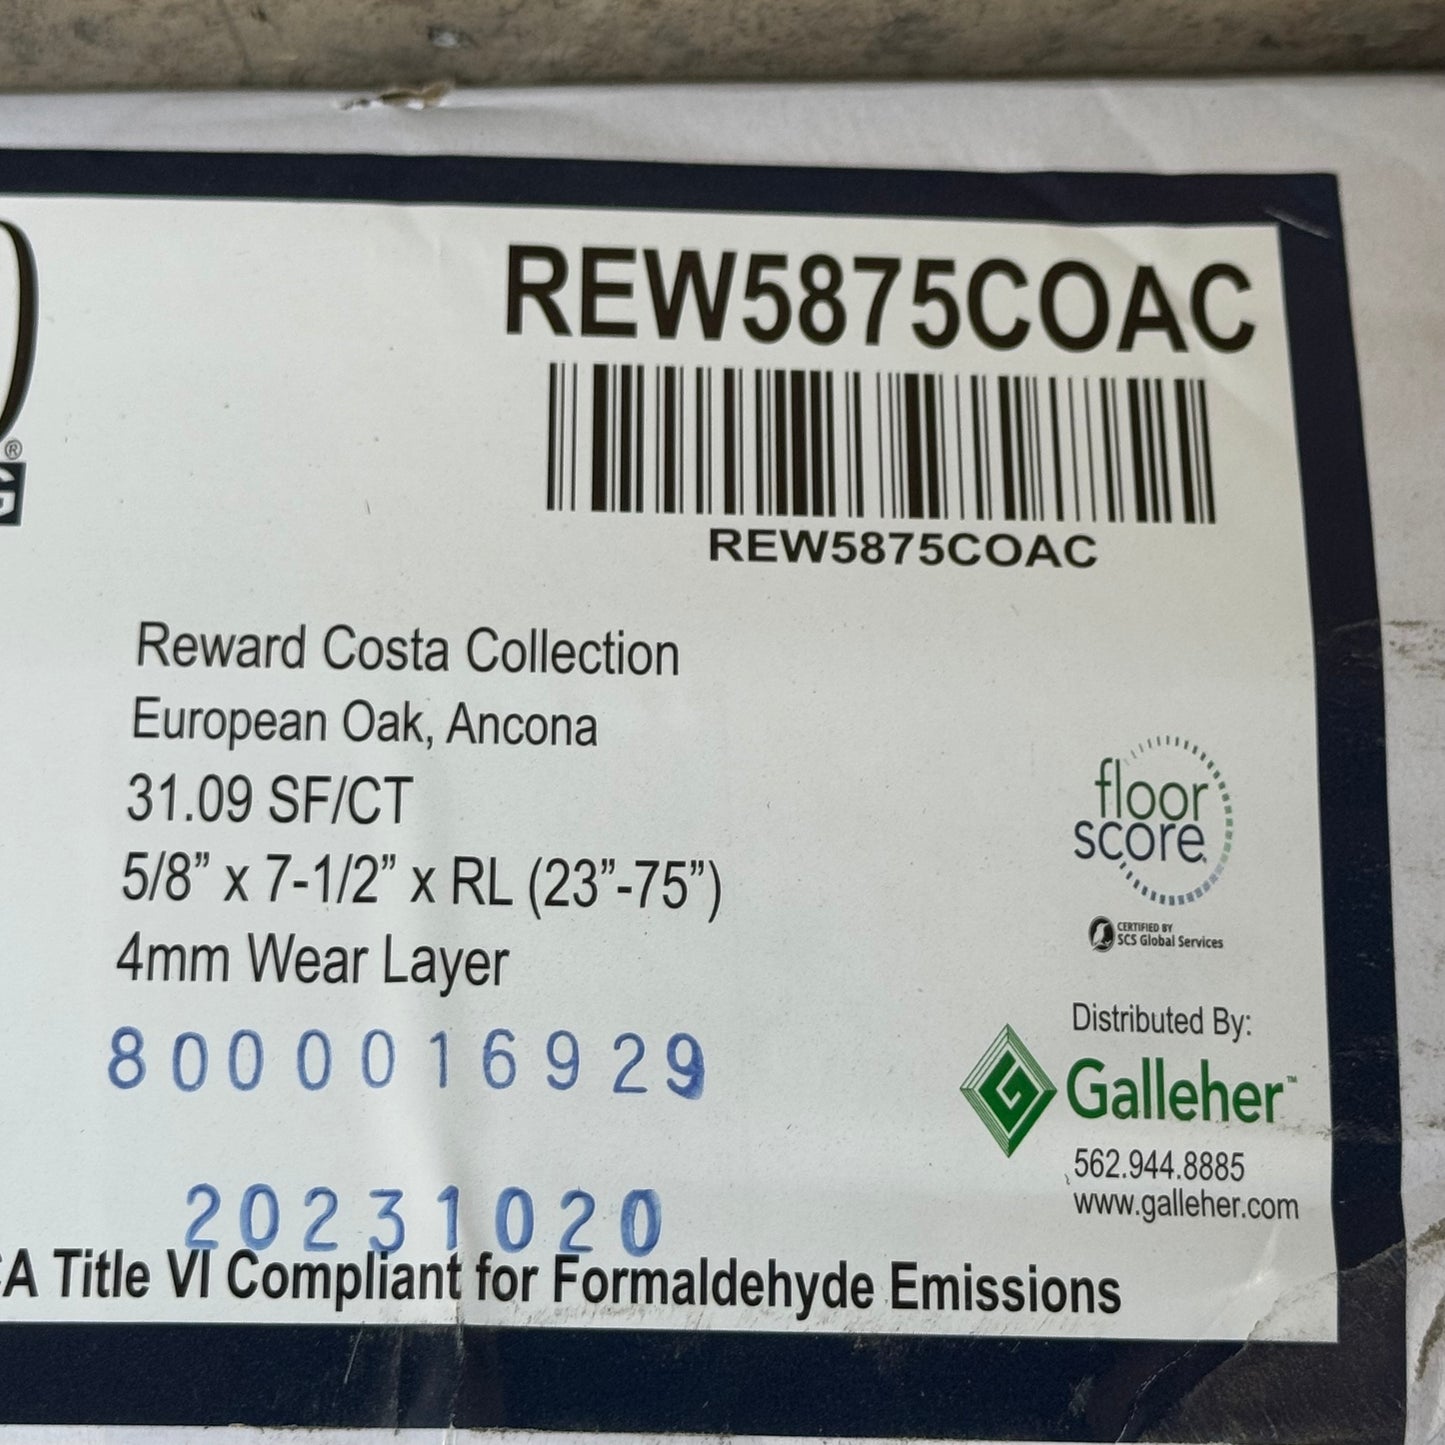 REW5875COAC
REW5875COAC
®
G
Reward Costa Collection
European Oak, Ancona
31.09 SF/CT
5/8” x 7-1/2” x RL (23”-75”)
4mm Wear Layer
8000016929
20231020
floor
score
CERTIFIED BY
SCS Global Services
Distributed By:
Galleher™
562.944.8885
www.galleher.com
A Title VI Compliant for Formaldehyde Emissions